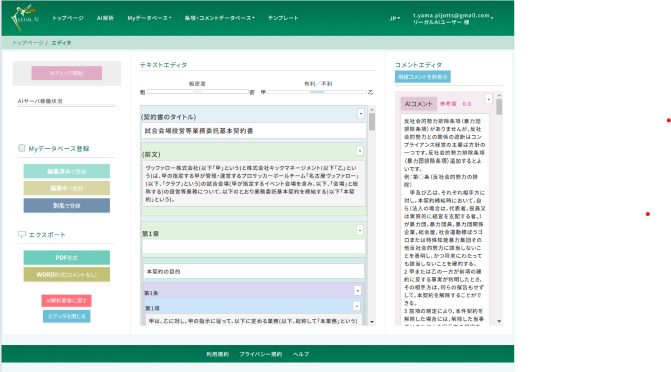 LEGAL AI
トップページ
AI解析
Myデータベース
条項・コメントデータベース
テンプレート
JP
t.yama.pijotts@gmail.com
リーガルAIユーザー 様
トップページ / エディタ
AIチェック開始
AIサーバ稼働状況
Myデータベース登録
編集済みで登録
編集中で登録
別名で登録
エクスポート
PDF形式
WORD形式(コメントなし)
AI解析直後に戻す
エディタを閉じる
テキストエディタ
粗密度
粗
密
有利/不利
甲
乙
(契約書のタイトル)
試合会場設営等業務委託基本契約書
(前文)
ヴッファロー株式会社(以下「甲」という)と株式会社キックマネージメント(以下「乙」とい
う)は、甲の指定する甲が管理・運営するプロサッカーボールチーム「名古屋ヴッファロー」
(以下、「クラブ」という)の試合会場(甲が指定するイベント会場を含み、以下、「会場」と総
称する)の設営等業務について、以下のとおり業務委託基本契約を締結する(以下「本契
約」という)。
第1章
本契約の目的
第1条
第1項
甲は、乙に対し、甲の指示に従って、以下に定める業務(以下、総称して「本業務」という)
コメントエディタ
解説コメントを非表示
AIコメント
参考度 0.6
反社会的勢力排除条項(暴力団
排除条項)がありませんが、反社
会的勢力との関係の遮断はコン
プライアンス経営の主要な方針の
一つです。反社会的勢力排除条項
(暴力団排除条項)追加するとよ
いです。
例:第○条(反社会的勢力の排
除)
甲及び乙は、それぞれ相手方に
対し、本契約締結時において、自
ら(法人の場合は、代表者、役員又
は実質的に経営を支配する者。)
が暴力団、暴力団員、暴力団関係
企業、総会屋、社会運動標ぼうゴ
ロまたは特殊知能暴力集団その
他反社会的勢力に該当しないこ
とを表明し、かつ将来にわたって
も該当しないことを確約する。
2 甲または乙の一方が前項の確
約に反する事実が判明したとき、
その相手方は、何らの催告もせず
して、本契約を解除することがで
きる。
3 前項の規定により、本件契約を
解除した場合には、解除した当事
利用規約
プライバシー規約
ヘルプ